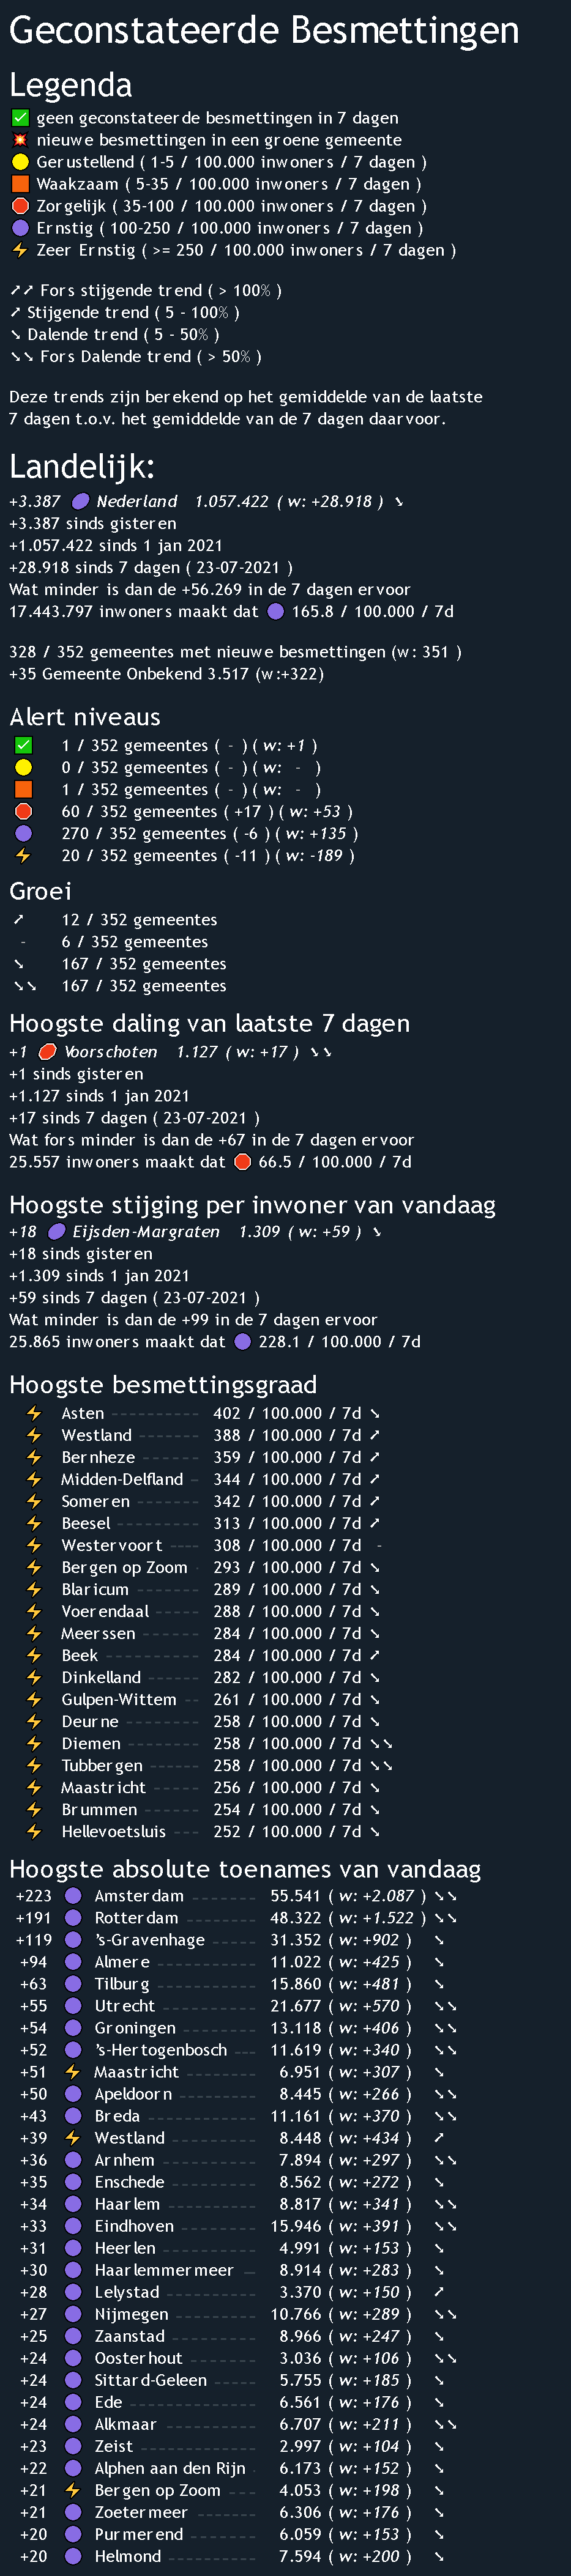 Geconstateerde Besmettingen
Legenda
✅ geen geconstateerde besmettingen in 7 dagen
💥 nieuwe besmettingen in een groene gemeente
🟡 Gerustellend ( 1-5 / 100.000 inwoners / 7 dagen )
🟧 Waakzaam ( 5-35 / 100.000 inwoners / 7 dagen )
🛑 Zorgelijk ( 35-100 / 100.000 inwoners / 7 dagen )
🟣 Ernstig ( 100-250 / 100.000 inwoners / 7 dagen )
⚡ Zeer Ernstig ( >= 250 / 100.000 inwoners / 7 dagen )
➚➚ Fors stijgende trend ( > 100% )
➚ Stijgende trend ( 5 - 100% )
➘ Dalende trend ( 5 - 50% )
➘➘ Fors Dalende trend ( > 50% )
Deze trends zijn berekend op het gemiddelde van de laatste
7 dagen t.o.v. het gemiddelde van de 7 dagen daarvoor.
Landelijk:
+3.387 🟣 Nederland 1.057.422 ( w: +28.918 ) ➘
+3.387 sinds gisteren
+1.057.422 sinds 1 jan 2021
+28.918 sinds 7 dagen ( 23-07-2021 )
Wat minder is dan de +56.269 in de 7 dagen ervoor
17.443.797 inwoners maakt dat 🟣 165.8 / 100.000 / 7d
328 / 352 gemeentes met nieuwe besmettingen (w: 351 )
+35 Gemeente Onbekend 3.517 (w:+322)
Alert niveaus
✅ 1 / 352 gemeentes ( - ) ( w: +1 )
🟡 0 / 352 gemeentes ( - ) ( w: - )
🟧 1 / 352 gemeentes ( - ) ( w: - )
🛑 60 / 352 gemeentes ( +17 ) ( w: +53 )
🟣 270 / 352 gemeentes ( -6 ) ( w: +135 )
⚡ 20 / 352 gemeentes ( -11 ) ( w: -189 )
Groei
➚ 12 / 352 gemeentes
- 6 / 352 gemeentes
➘ 167 / 352 gemeentes
➘➘ 167 / 352 gemeentes
Hoogste daling van laatste 7 dagen
+1 🛑 Voorschoten 1.127 ( w: +17 ) ➘➘
+1 sinds gisteren
+1.127 sinds 1 jan 2021
+17 sinds 7 dagen ( 23-07-2021 )
Wat fors minder is dan de +67 in de 7 dagen ervoor
25.557 inwoners maakt dat 🛑 66.5 / 100.000 / 7d
Hoogste stijging per inwoner van vandaag
+18 🟣 Eijsden-Margraten 1.309 ( w: +59 ) ➘
+18 sinds gisteren
+1.309 sinds 1 jan 2021
+59 sinds 7 dagen ( 23-07-2021 )
Wat minder is dan de +99 in de 7 dagen ervoor
25.865 inwoners maakt dat 🟣 228.1 / 100.000 / 7d
Hoogste besmettingsgraad
⚡ Asten ---------- 402 / 100.000 / 7d ➘
⚡ Westland ------- 388 / 100.000 / 7d ➚
⚡ Bernheze ------- 359 / 100.000 / 7d ➚
⚡ Midden-Delfland - 344 / 100.000 / 7d ➚
⚡ Someren ------- 342 / 100.000 / 7d ➚
⚡ Beesel --------- 313 / 100.000 / 7d ➚
⚡ Westervoort ---- 308 / 100.000 / 7d -
⚡ Bergen op Zoom - 293 / 100.000 / 7d ➘
⚡ Blaricum ------- 289 / 100.000 / 7d ➘
⚡ Voerendaal ----- 288 / 100.000 / 7d ➘
⚡ Meerssen ------ 284 / 100.000 / 7d ➘
⚡ Beek ----------- 284 / 100.000 / 7d ➚
⚡ Dinkelland ------ 282 / 100.000 / 7d ➘
⚡ Gulpen-Wittem -- 261 / 100.000 / 7d ➘
⚡ Deurne -------- 258 / 100.000 / 7d ➘
⚡ Diemen -------- 258 / 100.000 / 7d ➘➘
⚡ Tubbergen ----- 258 / 100.000 / 7d ➘➘
⚡ Maastricht ----- 256 / 100.000 / 7d ➘
⚡ Brummen ------ 254 / 100.000 / 7d ➘
⚡ Hellevoetsluis --- 252 / 100.000 / 7d ➘
Hoogste absolute toenames van vandaag
+223 🟣 Amsterdam ------- 55.541 ( w: +2.087 ) ➘➘
+191 🟣 Rotterdam -------- 48.322 ( w: +1.522 ) ➘➘
+119 🟣 's-Gravenhage ----- 31.352 ( w: +902 ) ➘
+94 🟣 Almere ----------- 11.022 ( w: +425 ) ➘
+63 🟣 Tilburg ------------ 15.860 ( w: +481 ) ➘
+55 🟣 Utrecht ----------- 21.677 ( w: +570 ) ➘➘
+54 🟣 Groningen -------- 13.118 ( w: +406 ) ➘➘
+52 🟣 's-Hertogenbosch --- 11.619 ( w: +340 ) ➘➘
+51 ⚡ Maastricht -------- 6.951 ( w: +307 ) ➘
+50 🟣 Apeldoorn -------- 8.445 ( w: +266 ) ➘➘
+43 🟣 Breda ------------- 11.161 ( w: +370 ) ➘➘
+39 ⚡ Westland ---------- 8.448 ( w: +434 ) ➚
+36 🟣 Arnhem ----------- 7.894 ( w: +297 ) ➘➘
+35 🟣 Enschede ---------- 8.562 ( w: +272 ) ➘
+34 🟣 Haarlem ---------- 8.817 ( w: +341 ) ➘➘
+33 🟣 Eindhoven --------- 15.946 ( w: +391 ) ➘➘
+31 🟣 Heerlen ----------- 4.991 ( w: +153 ) ➘
+30 🟣 Haarlemmermeer -- 8.914 ( w: +283 ) ➘
+28 🟣 Lelystad ----------- 3.370 ( w: +150 ) ➚
+27 🟣 Nijmegen ---------- 10.766 ( w: +289 ) ➘➘
+25 🟣 Zaanstad ---------- 8.966 ( w: +247 ) ➘
+24 🟣 Oosterhout -------- 3.036 ( w: +106 ) ➘➘
+24 🟣 Sittard-Geleen ----- 5.755 ( w: +185 ) ➘
+24 🟣 Ede --------------- 6.561 ( w: +176 ) ➘
+24 🟣 Alkmaar ----------- 6.707 ( w: +211 ) ➘➘
+23 🟣 Zeist -------------- 2.997 ( w: +104 ) ➘
+22 🟣 Alphen aan den Rijn - 6.173 ( w: +152 ) ➘
+21 ⚡ Bergen op Zoom ---- 4.053 ( w: +198 ) ➘
+21 🟣 Zoetermeer ------- 6.306 ( w: +176 ) ➘
+20 🟣 Purmerend -------- 6.059 ( w: +153 ) ➘
+20 🟣 Helmond ---------- 7.594 ( w: +200 ) ➘